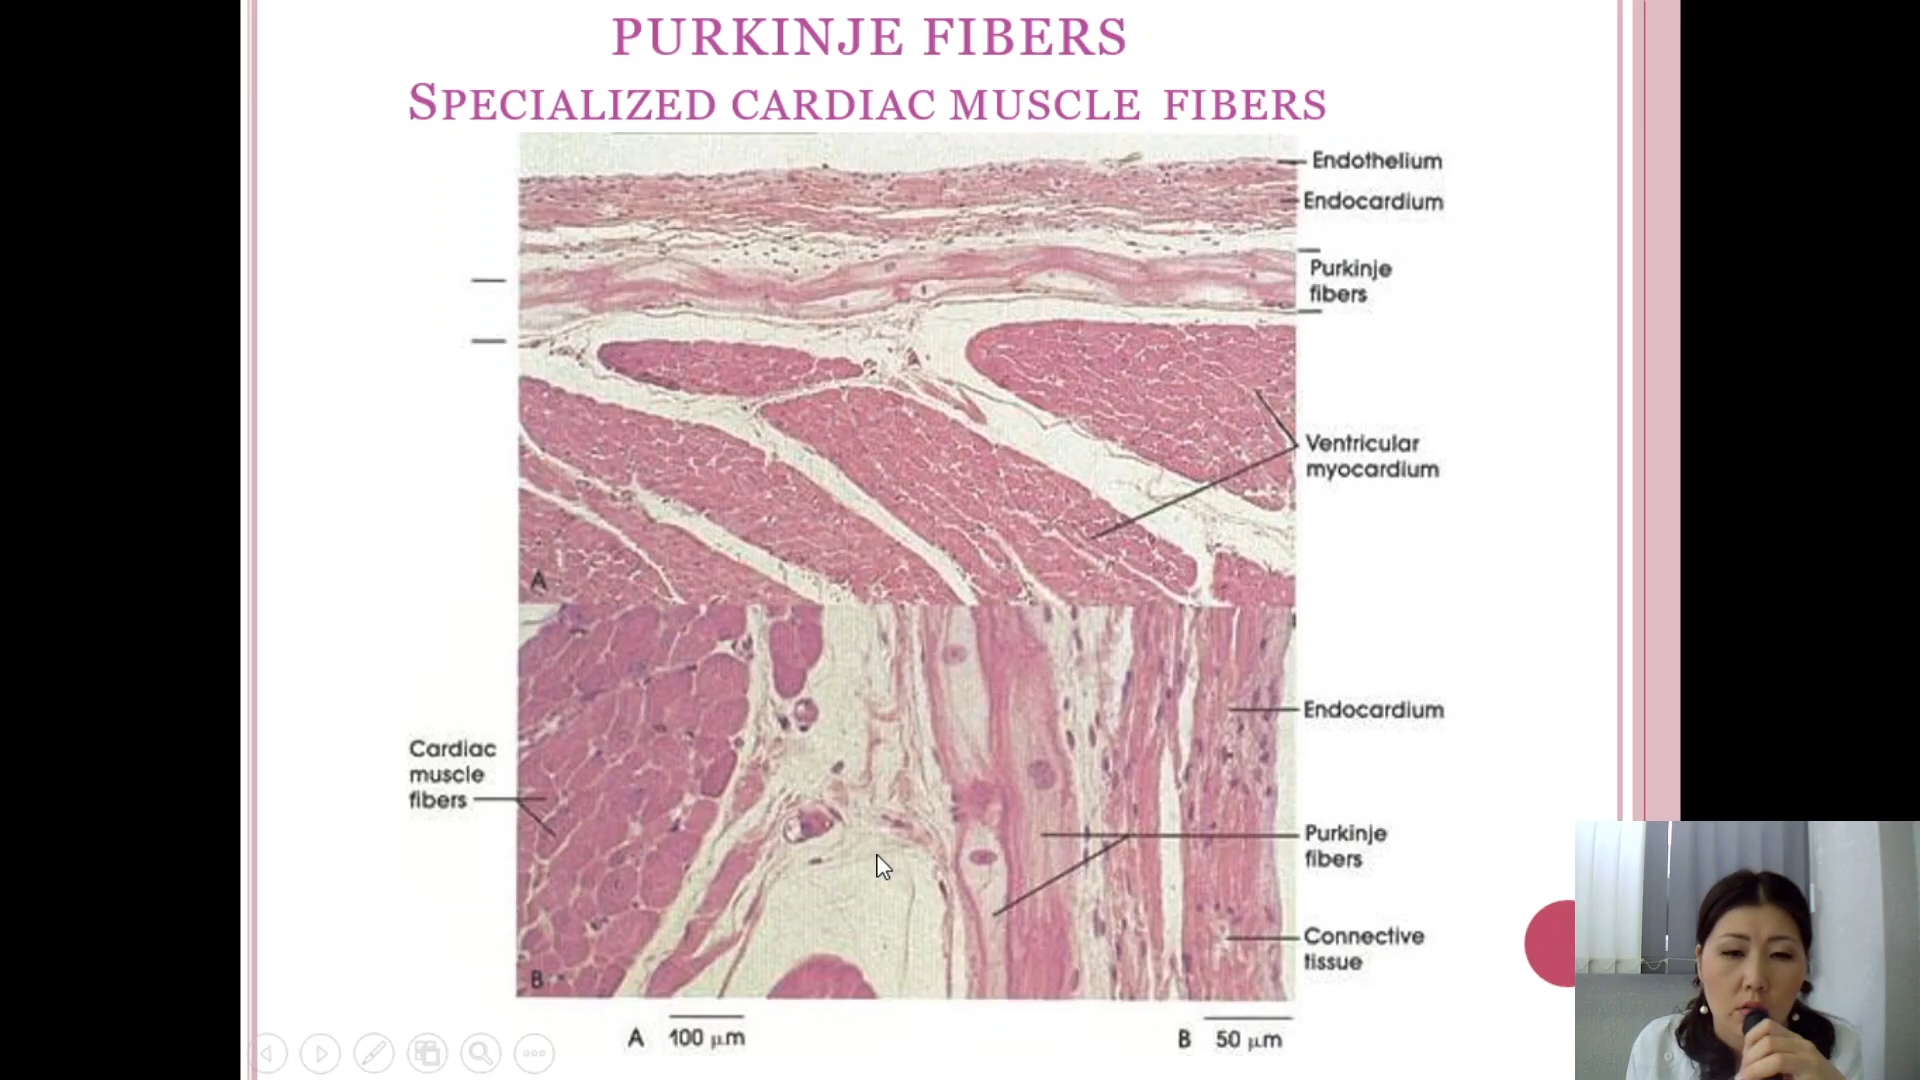 PURKINJE FIBERS
SPECIALIZED CARDIAC MUSCLE FIBERS
Endothelium
Endocardium
Purkinje
fibers
Ventricular
myocardium
A
Endocardium
Cardiac
muscle
fibers
Purkinje
fibers
Connective
tissue
B
A 100 μm
B 50 μm